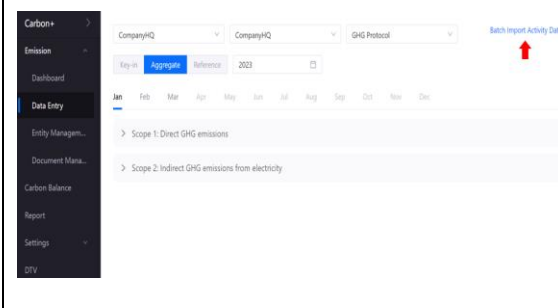 Carbon+
Emission
Dashboard
Data Entry
Entity Managem...
Document Mana...
Carbon Balance
Report
Settings
DTV
CompanyHQ
CompanyHQ
GHG Protocol
Batch Import Activity Dat
Key-in
Aggregate
Reference
2023
Jan Feb Mar Apr May Jun Jul Aug Sep Oct Nov Dec
Scope 1: Direct GHG emissions
Scope 2: Indirect GHG emissions from electricity